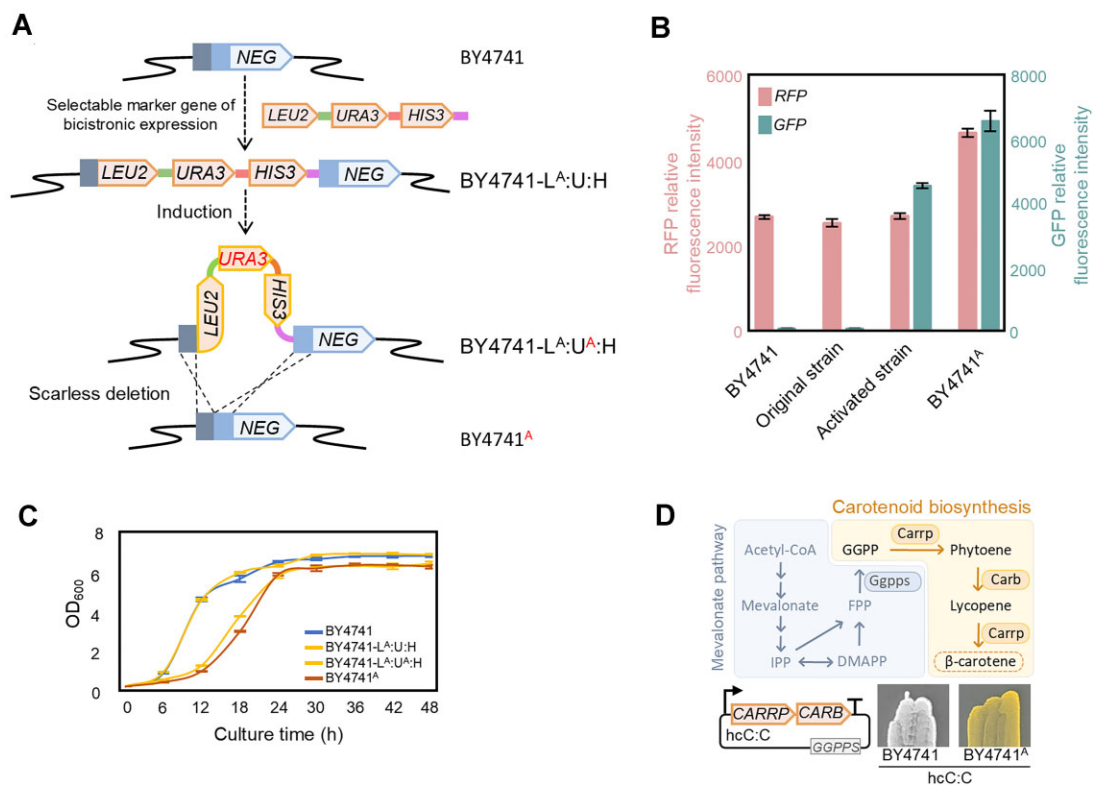 A
NEG
BY4741
Selectable marker gene of
bicistronic expression
LEU2
URA3
HIS3
LEU2
URA3
HIS3
NEG
BY4741-Lᴬ:U:H
Induction
URA3
LEU2
HIS3
NEG
BY4741-Lᴬ:Uᴬ:H
Scarless deletion
NEG
BY4741ᴬ
B
6000
4000
2000
0
RFP relative
fluorescence intensity
RFP
GFP
8000
6000
4000
2000
0
GFP relative
fluorescence intensity
BY4741
Original strain
Activated strain
BY4741ᴬ
C
8
6
4
2
0
OD₆₀₀
BY4741
BY4741-Lᴬ:U:H
BY4741-Lᴬ:Uᴬ:H
BY4741ᴬ
0 6 12 18 24 30 36 42 48
Culture time (h)
D
Carotenoid biosynthesis
Mevalonate pathway
Acetyl-CoA
GGPP
Carrp
Phytoene
Ggpps
Carb
Mevalonate
FPP
Lycopene
Carrp
IPP
DMAPP
β-carotene
CARRP
CARB
hcC:C
GGPPS
BY4741
BY4741ᴬ
hcC:C